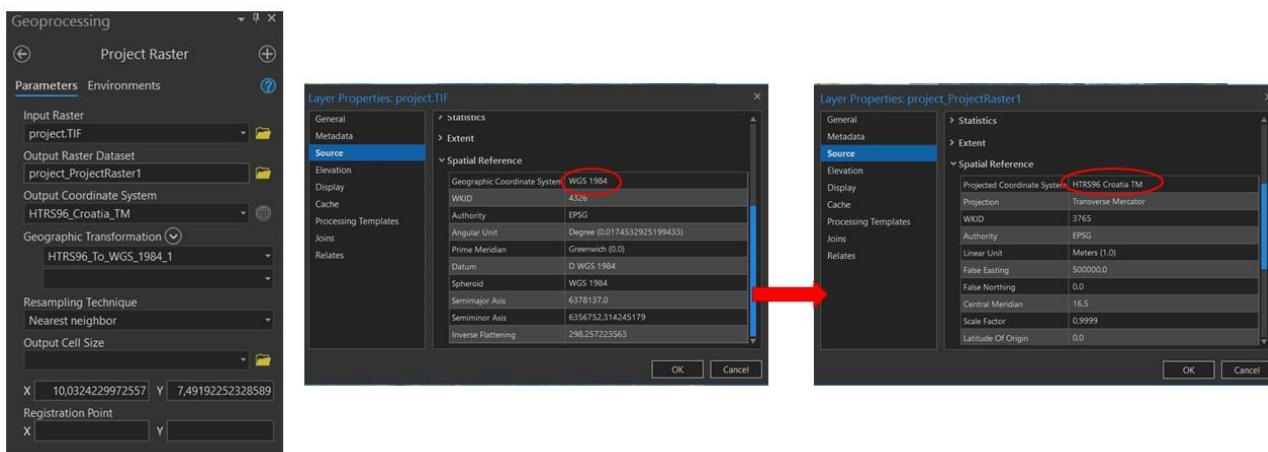 Geoprocessing
Project Raster
Parameters Environments
Input Raster
project.TIF
Output Raster Dataset
project_ProjectRaster1
Output Coordinate System
HTRS96_Croatia_TM
Geographic Transformation
HTRS96_To_WGS_1984_1
Resampling Technique
Nearest neighbor
Output Cell Size
X 10,0324229972557 Y 7,49192252328589
Registration Point
X Y
Layer Properties: project.TIF
General
Metadata
Source
Elevation
Display
Cache
Processing Templates
Joins
Relates
Statistics
Extent
Spatial Reference
Geographic Coordinate System WGS 1984
WKID 4326
Authority EPSG
Angular Unit Degree (0.0174532925199433)
Prime Meridian Greenwich (0.0)
Datum D WGS 1984
Spheroid WGS 1984
Semimajor Axis 6378137.0
Semiminor Axis 6356752.314245179
Inverse Flattening 298.257223563
OK Cancel
Layer Properties: project_ProjectRaster1
General
Metadata
Source
Elevation
Display
Cache
Processing Templates
Joins
Relates
Statistics
Extent
Spatial Reference
Projected Coordinate System HTRS96 Croatia TM
Projection Transverse Mercator
WKID 3765
Authority EPSG
Linear Unit Meters (1.0)
False Easting 500000.0
False Northing 0.0
Central Meridian 16.5
Scale Factor 0.9999
Latitude Of Origin 0.0
OK Cancel